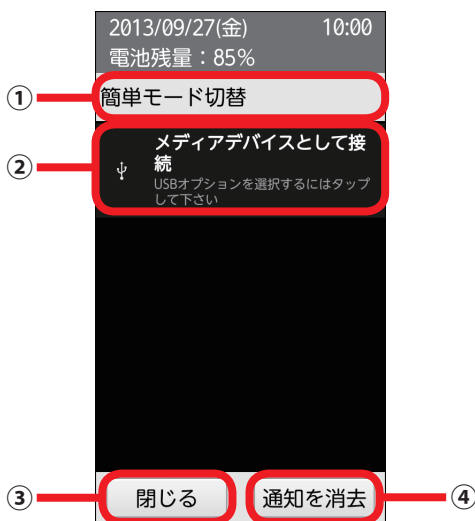 2013/09/27(金) 10:00
電池残量：85%
① 簡単モード切替
② メディアデバイスとして接
続
USBオプションを選択するにはタップ
して下さい
③ 閉じる 通知を消去 ④